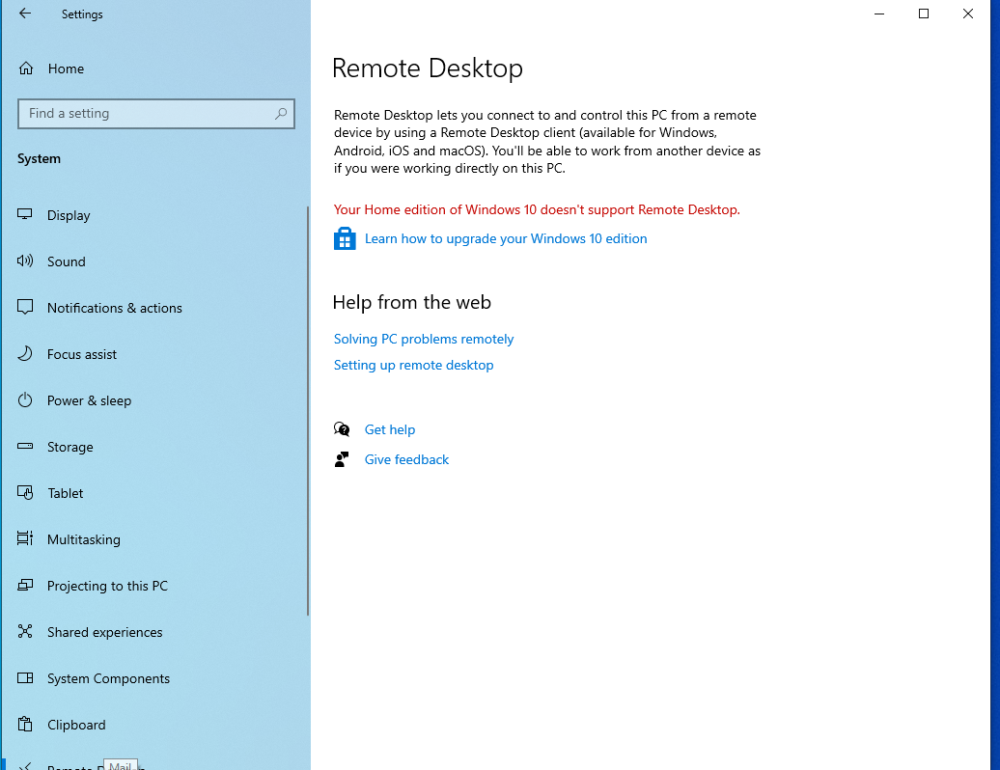 Settings
Home
Find a setting
System
Display
Sound
Notifications & actions
Focus assist
Power & sleep
Storage
Tablet
Multitasking
Projecting to this PC
Shared experiences
System Components
Clipboard
Remote
Mail
Remote Desktop
Remote Desktop lets you connect to and control this PC from a remote
device by using a Remote Desktop client (available for Windows,
Android, iOS and macOS). You'll be able to work from another device as
if you were working directly on this PC.
Your Home edition of Windows 10 doesn't support Remote Desktop.
Learn how to upgrade your Windows 10 edition
Help from the web
Solving PC problems remotely
Setting up remote desktop
Get help
Give feedback